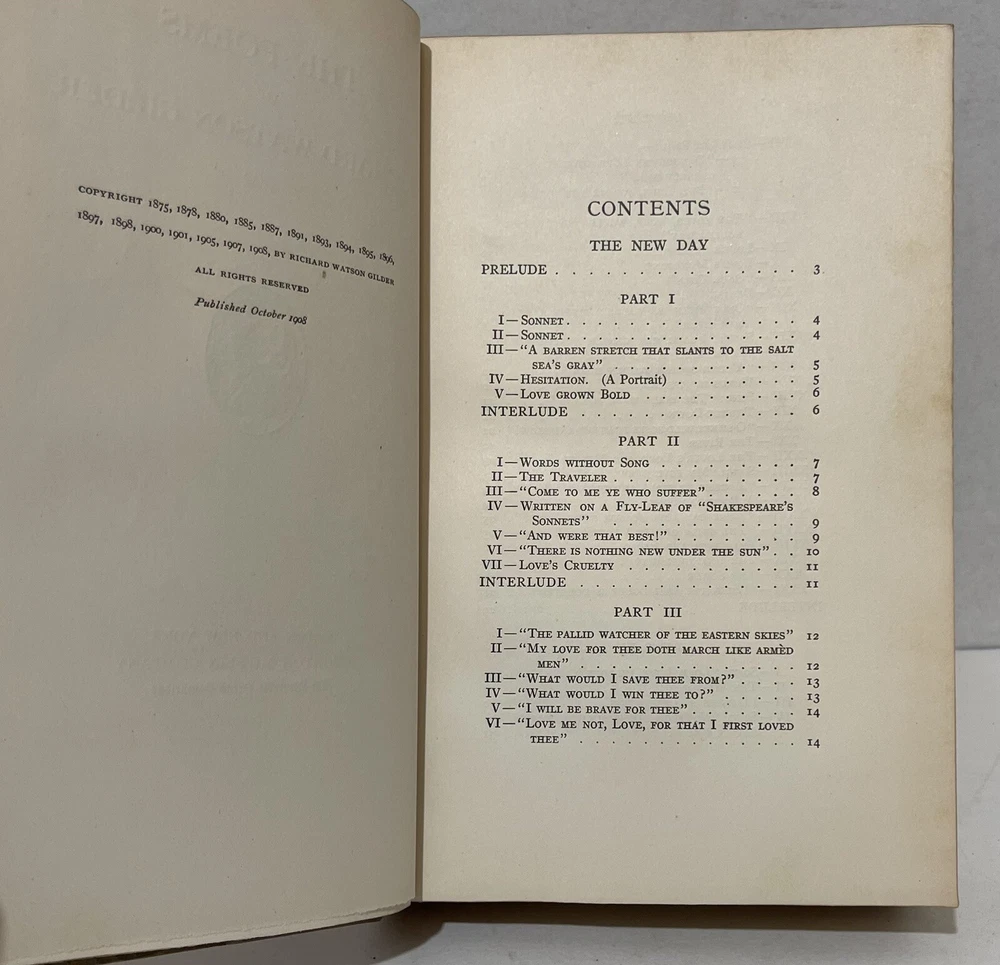 COPYRIGHT 1875, 1878, 1880, 1885, 1887, 1891, 1893, 1894, 1895, 1896,
1897, 1898, 1900, 1901, 1905, 1907, 1908, BY RICHARD WATSON GILDER
ALL RIGHTS RESERVED
Published October 1908
CONTENTS
THE NEW DAY
PRELUDE . . . . . . . . . . . . . . . . 3
PART I
I—SONNET. . . . . . . . . . . . . . . 4
II—SONNET. . . . . . . . . . . . . . . 4
III—"A BARREN STRETCH THAT SLANTS TO THE SALT
SEA'S GRAY" . . . . . . . . . . . . 5
IV—HESITATION. (A Portrait) . . . . . . . . 5
V—LOVE GROWN BOLD . . . . . . . . . . 6
INTERLUDE . . . . . . . . . . . . . . 6
PART II
I—WORDS WITHOUT SONG . . . . . . . . . 7
II—THE TRAVELER . . . . . . . . . . . . 7
III—"COME TO ME YE WHO SUFFER" . . . . . . 8
IV—WRITTEN ON A FLY-LEAF OF "SHAKESPEARE'S
SONNETS" . . . . . . . . . . . . 9
V—"AND WERE THAT BEST!" . . . . . . . . 9
VI—"THERE IS NOTHING NEW UNDER THE SUN" . . 10
VII—LOVE'S CRUELTY . . . . . . . . . . . 11
INTERLUDE . . . . . . . . . . . . . . 11
PART III
I—"THE PALLID WATCHER OF THE EASTERN SKIES" 12
II—"MY LOVE FOR THEE DOTH MARCH LIKE ARMÈD
MEN" . . . . . . . . . . . . . . 12
III—"WHAT WOULD I SAVE THEE FROM?" . . . . 13
IV—"WHAT WOULD I WIN THEE TO?" . . . . . 13
V—"I WILL BE BRAVE FOR THEE" . . . . . . . 14
VI—"LOVE ME NOT, LOVE, FOR THAT I FIRST LOVED
THEE" . . . . . . . . . . . . . . 14